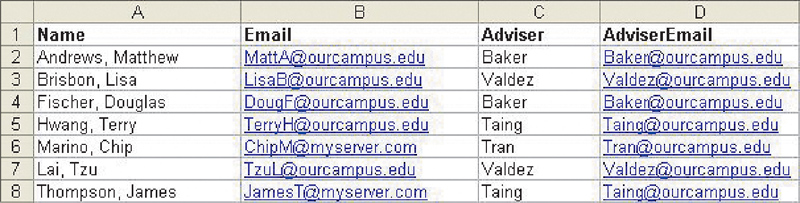 A B C D
1 Name Email Adviser AdviserEmail
2 Andrews, Matthew MattA@ourcampus.edu Baker Baker@ourcampus.edu
3 Brisbon, Lisa LisaB@ourcampus.edu Valdez Valdez@ourcampus.edu
4 Fischer, Douglas DougF@ourcampus.edu Baker Baker@ourcampus.edu
5 Hwang, Terry TerryH@ourcampus.edu Taing Taing@ourcampus.edu
6 Marino, Chip ChipM@myserver.com Tran Tran@ourcampus.edu
7 Lai, Tzu TzuL@ourcampus.edu Valdez Valdez@ourcampus.edu
8 Thompson, James JamesT@myserver.com Taing Taing@ourcampus.edu